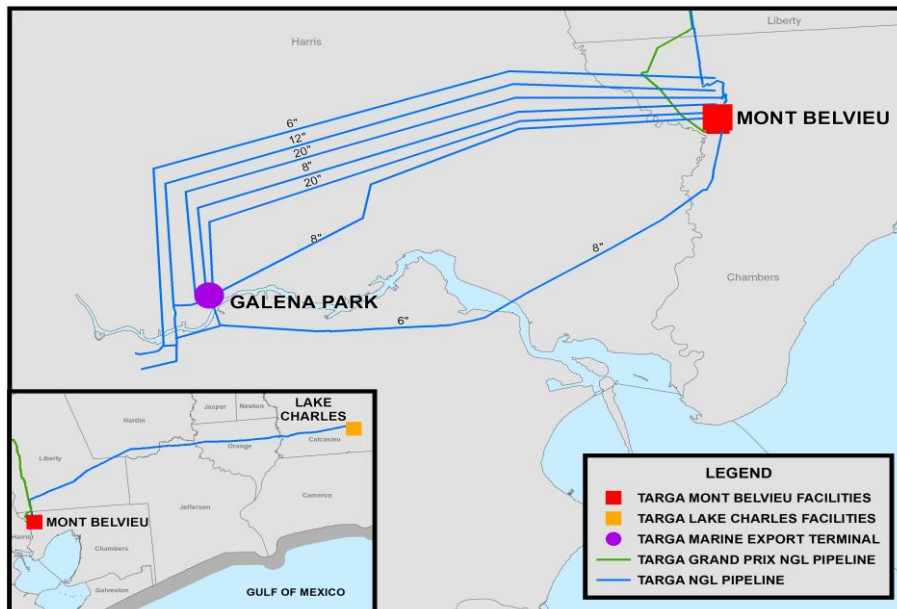 Liberty
Harris
MONT BELVIEU
6"
12"
20"
8"
20"
8"
8"
Chambers
GALENA PARK
6"
LAKE
CHARLES
Jasper
Newton
Hardin
Orange
Calcasieu
Liberty
Jefferson
Cameron
MONT BELVIEU
Harris
Chambers
Galveston
GULF OF MEXICO
LEGEND
TARGA MONT BELVIEU FACILITIES
TARGA LAKE CHARLES FACILITIES
TARGA MARINE EXPORT TERMINAL
TARGA GRAND PRIX NGL PIPELINE
TARGA NGL PIPELINE